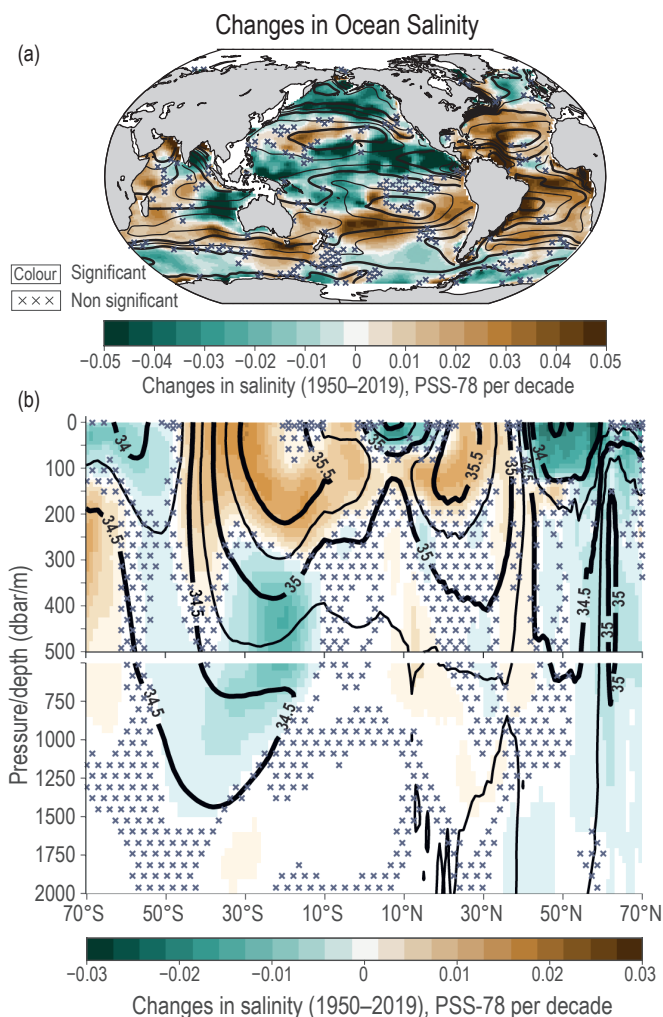 Changes in Ocean Salinity
(a)
Colour Significant
××× Non significant
−0.05 −0.04 −0.03 −0.02 −0.01 0 0.01 0.02 0.03 0.04 0.05
Changes in salinity (1950–2019), PSS-78 per decade
(b)
Pressure/depth (dbar/m)
0
100
200
300
400
500
750
1000
1250
1500
1750
2000
34
34.5
34.5
34.5
35.5
35
35
35.5
35
34
34.5
34.5
35
35
35
70°S 50°S 30°S 10°S 10°N 30°N 50°N 70°N
−0.03 −0.02 −0.01 0 0.01 0.02 0.03
Changes in salinity (1950–2019), PSS-78 per decade